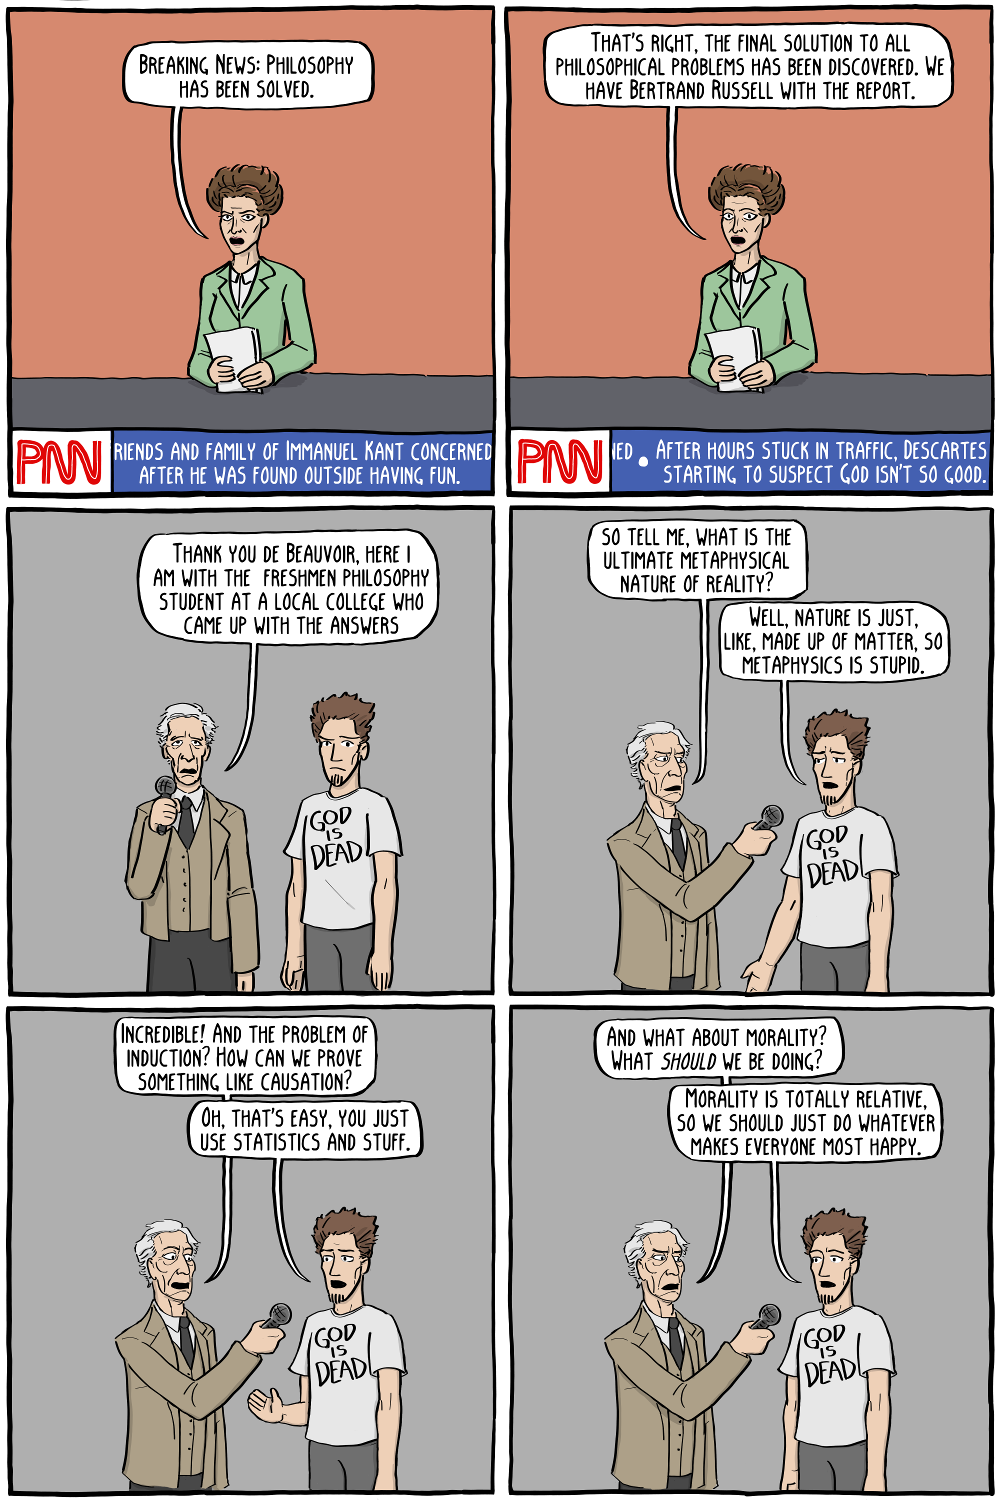 Breaking News: Philosophy
has been solved.
PNN
riends and family of Immanuel Kant concerned
after he was found outside having fun.
That's right, the final solution to all
philosophical problems has been discovered. We
have Bertrand Russell with the report.
PNN
ned . After hours stuck in traffic, Descartes
starting to suspect God isn't so good.
Thank you de Beauvoir, here I
am with the freshmen philosophy
student at a local college who
came up with the answers
GOD
IS
DEAD
so tell me, what is the
ultimate metaphysical
nature of reality?
Well, nature is just,
like, made up of matter, so
metaphysics is stupid.
GOD
IS
DEAD
Incredible! And the problem of
induction? How can we prove
something like causation?
Oh, that's easy, you just
use statistics and stuff.
GOD
IS
DEAD
And what about morality?
What should we be doing?
Morality is totally relative,
so we should just do whatever
makes everyone most happy.
GOD
IS
DEAD